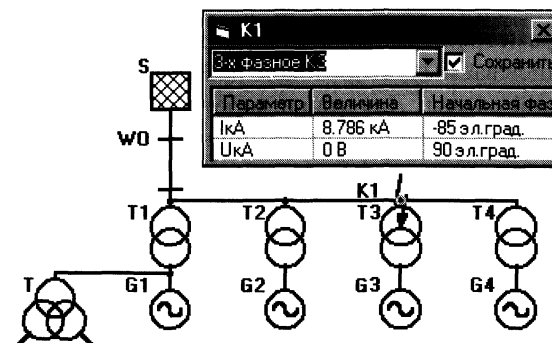 K1
3-х фазное КЗ
Сохранить
Параметр Величина Начальная фаз
IкА 8.786 кА -85 эл.град.
UкА 0 В 90 эл.град.
S
W0
K1
T1 T2 T3 T4
T G1 G2 G3 G4